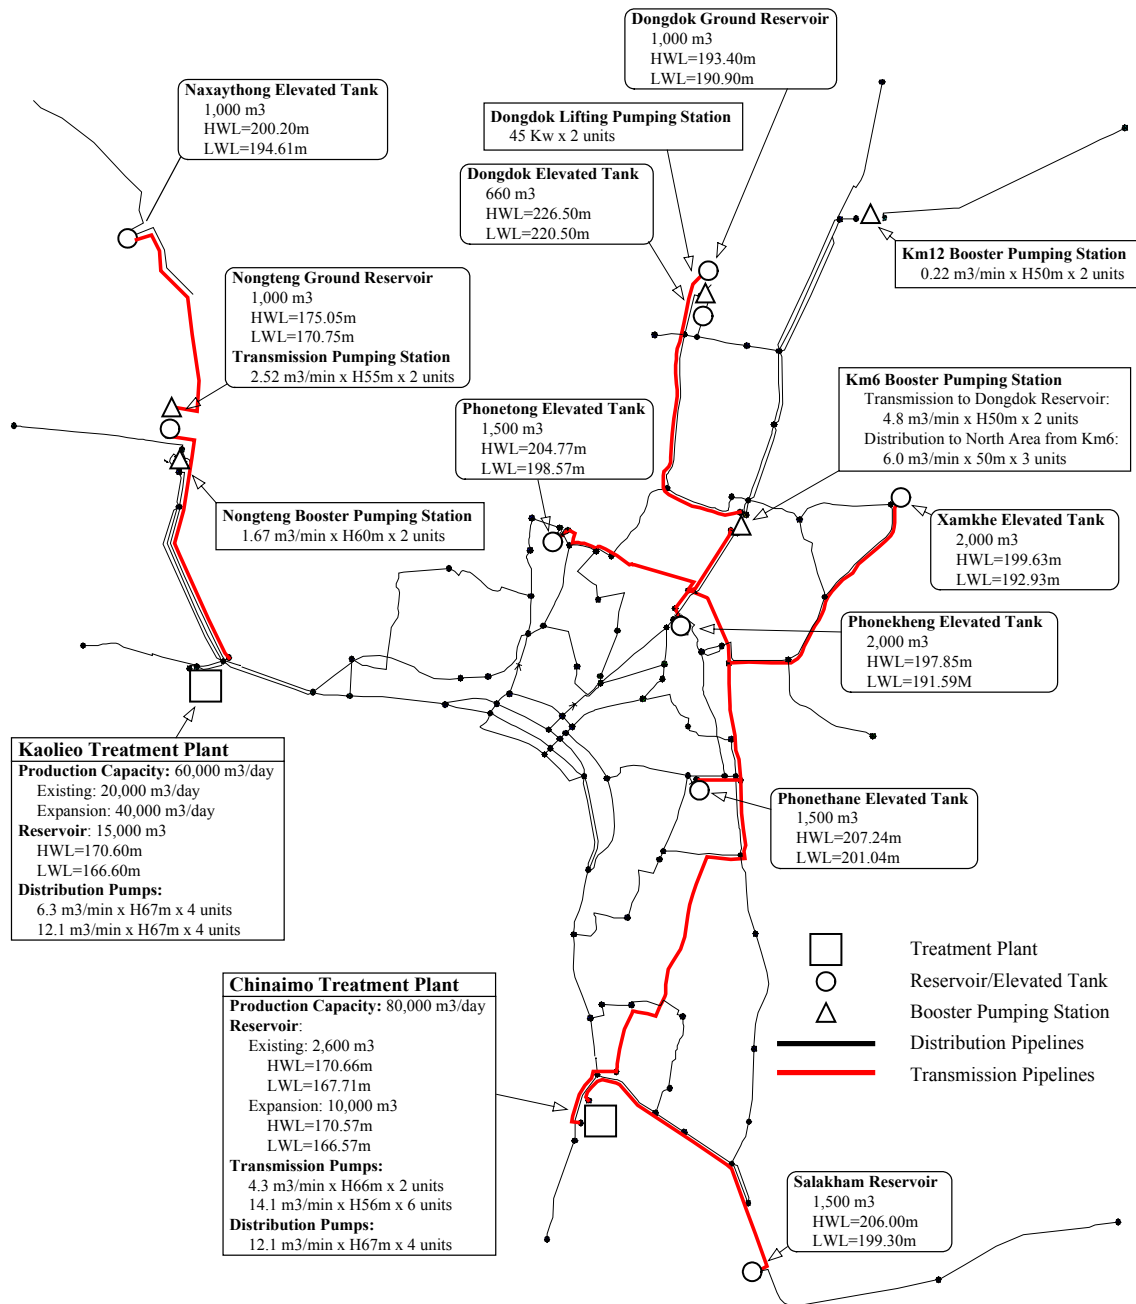 Dongdok Ground Reservoir
1,000 m3
HWL=193.40m
LWL=190.90m
Naxaythong Elevated Tank
1,000 m3
HWL=200.20m
LWL=194.61m
Dongdok Lifting Pumping Station
45 Kw x 2 units
Dongdok Elevated Tank
660 m3
HWL=226.50m
LWL=220.50m
Km12 Booster Pumping Station
0.22 m3/min x H50m x 2 units
Nongteng Ground Reservoir
1,000 m3
HWL=175.05m
LWL=170.75m
Transmission Pumping Station
2.52 m3/min x H55m x 2 units
Km6 Booster Pumping Station
Transmission to Dongdok Reservoir:
4.8 m3/min x H50m x 2 units
Distribution to North Area from Km6:
6.0 m3/min x 50m x 3 units
Phonetong Elevated Tank
1,500 m3
HWL=204.77m
LWL=198.57m
Nongteng Booster Pumping Station
1.67 m3/min x H60m x 2 units
Xamkhe Elevated Tank
2,000 m3
HWL=199.63m
LWL=192.93m
Phonekheng Elevated Tank
2,000 m3
HWL=197.85m
LWL=191.59M
Kaolieo Treatment Plant
Production Capacity: 60,000 m3/day
Existing: 20,000 m3/day
Expansion: 40,000 m3/day
Reservoir: 15,000 m3
HWL=170.60m
LWL=166.60m
Distribution Pumps:
6.3 m3/min x H67m x 4 units
12.1 m3/min x H67m x 4 units
Phonethane Elevated Tank
1,500 m3
HWL=207.24m
LWL=201.04m
Treatment Plant
Reservoir/Elevated Tank
Booster Pumping Station
Distribution Pipelines
Transmission Pipelines
Chinaimo Treatment Plant
Production Capacity: 80,000 m3/day
Reservoir:
Existing: 2,600 m3
HWL=170.66m
LWL=167.71m
Expansion: 10,000 m3
HWL=170.57m
LWL=166.57m
Transmission Pumps:
4.3 m3/min x H66m x 2 units
14.1 m3/min x H56m x 6 units
Distribution Pumps:
12.1 m3/min x H67m x 4 units
Salakham Reservoir
1,500 m3
HWL=206.00m
LWL=199.30m